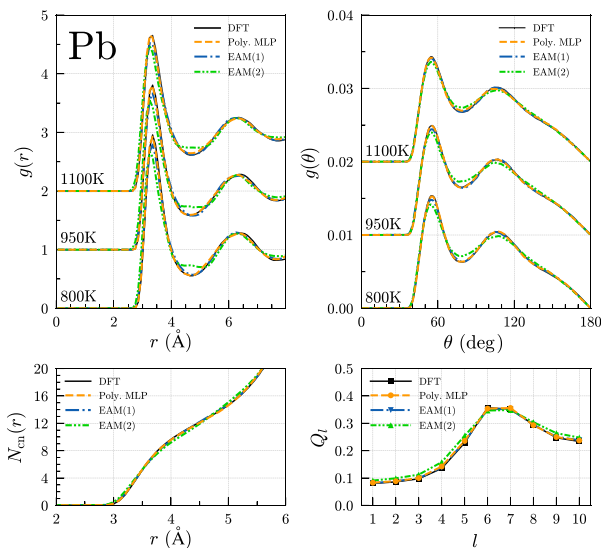 Pb
DFT
Poly. MLP
EAM(1)
EAM(2)
1100K
950K
800K
g(r)
5
4
3
2
1
0
0 2 4 6
r (Å)
DFT
Poly. MLP
EAM(1)
EAM(2)
1100K
950K
800K
g(θ)
0.04
0.03
0.02
0.01
0.00
0 60 120 180
θ (deg)
DFT
Poly. MLP
EAM(1)
EAM(2)
N_cn(r)
20
16
12
8
4
0
2 3 4 5 6
r (Å)
DFT
Poly. MLP
EAM(1)
EAM(2)
Q_l
0.5
0.4
0.3
0.2
0.1
0.0
1 2 3 4 5 6 7 8 9 10
l